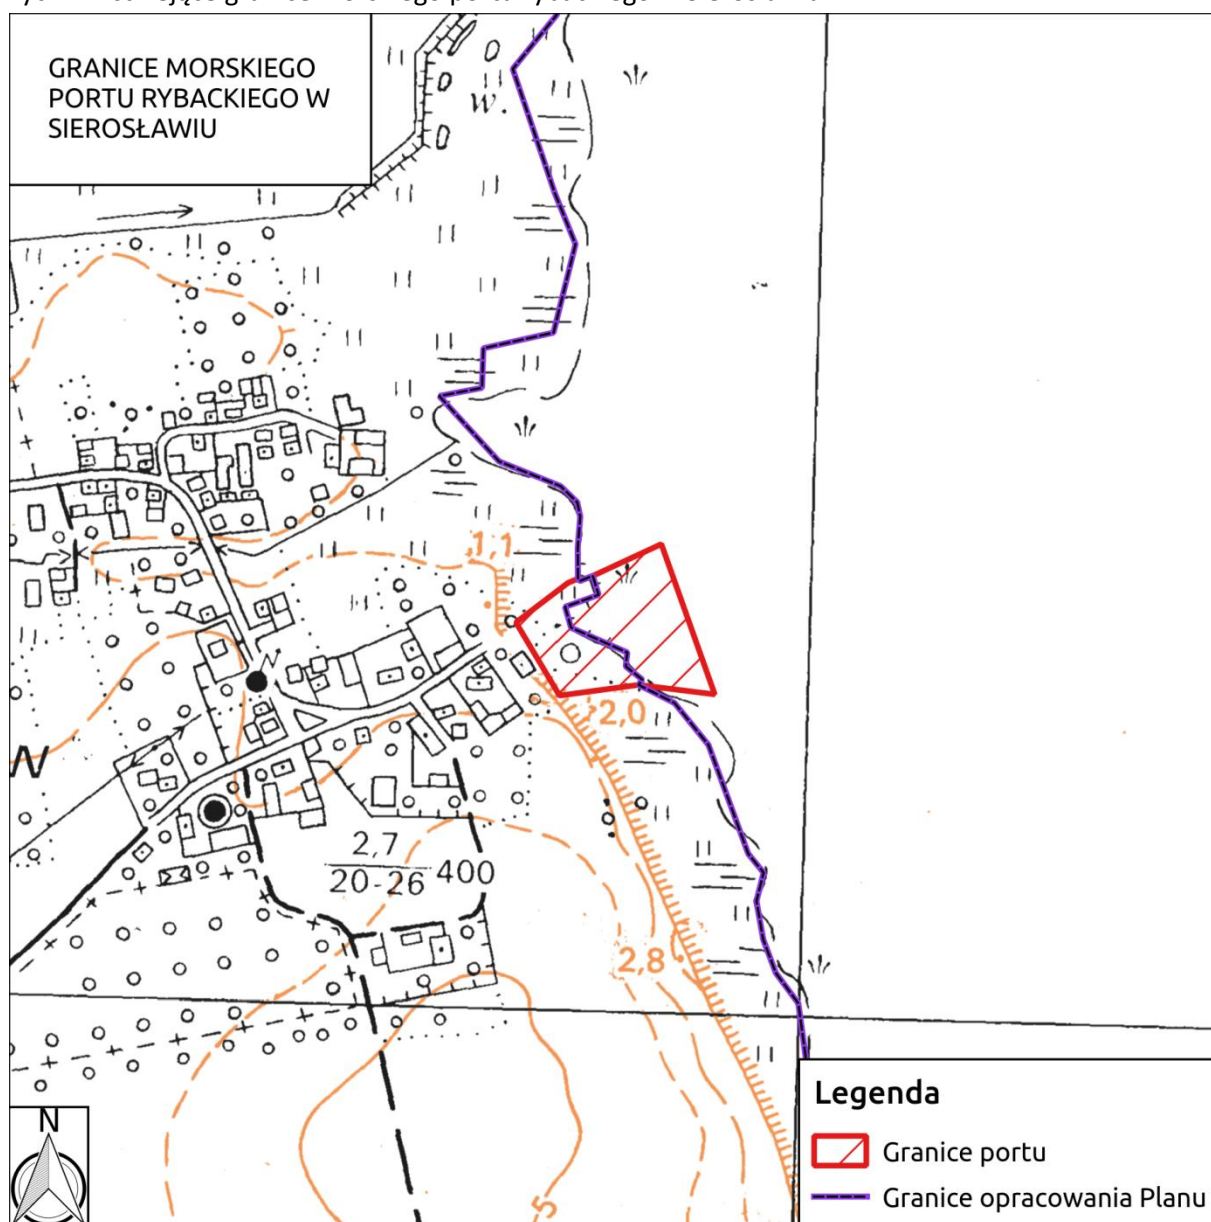 GRANICE MORSKIEGO
PORTU RYBACKIEGO W
SIEROSŁAWIU
w.
1,1
2,0
W
2,7
20-26
400
2,8
5
N
Legenda
Granice portu
Granice opracowania Planu